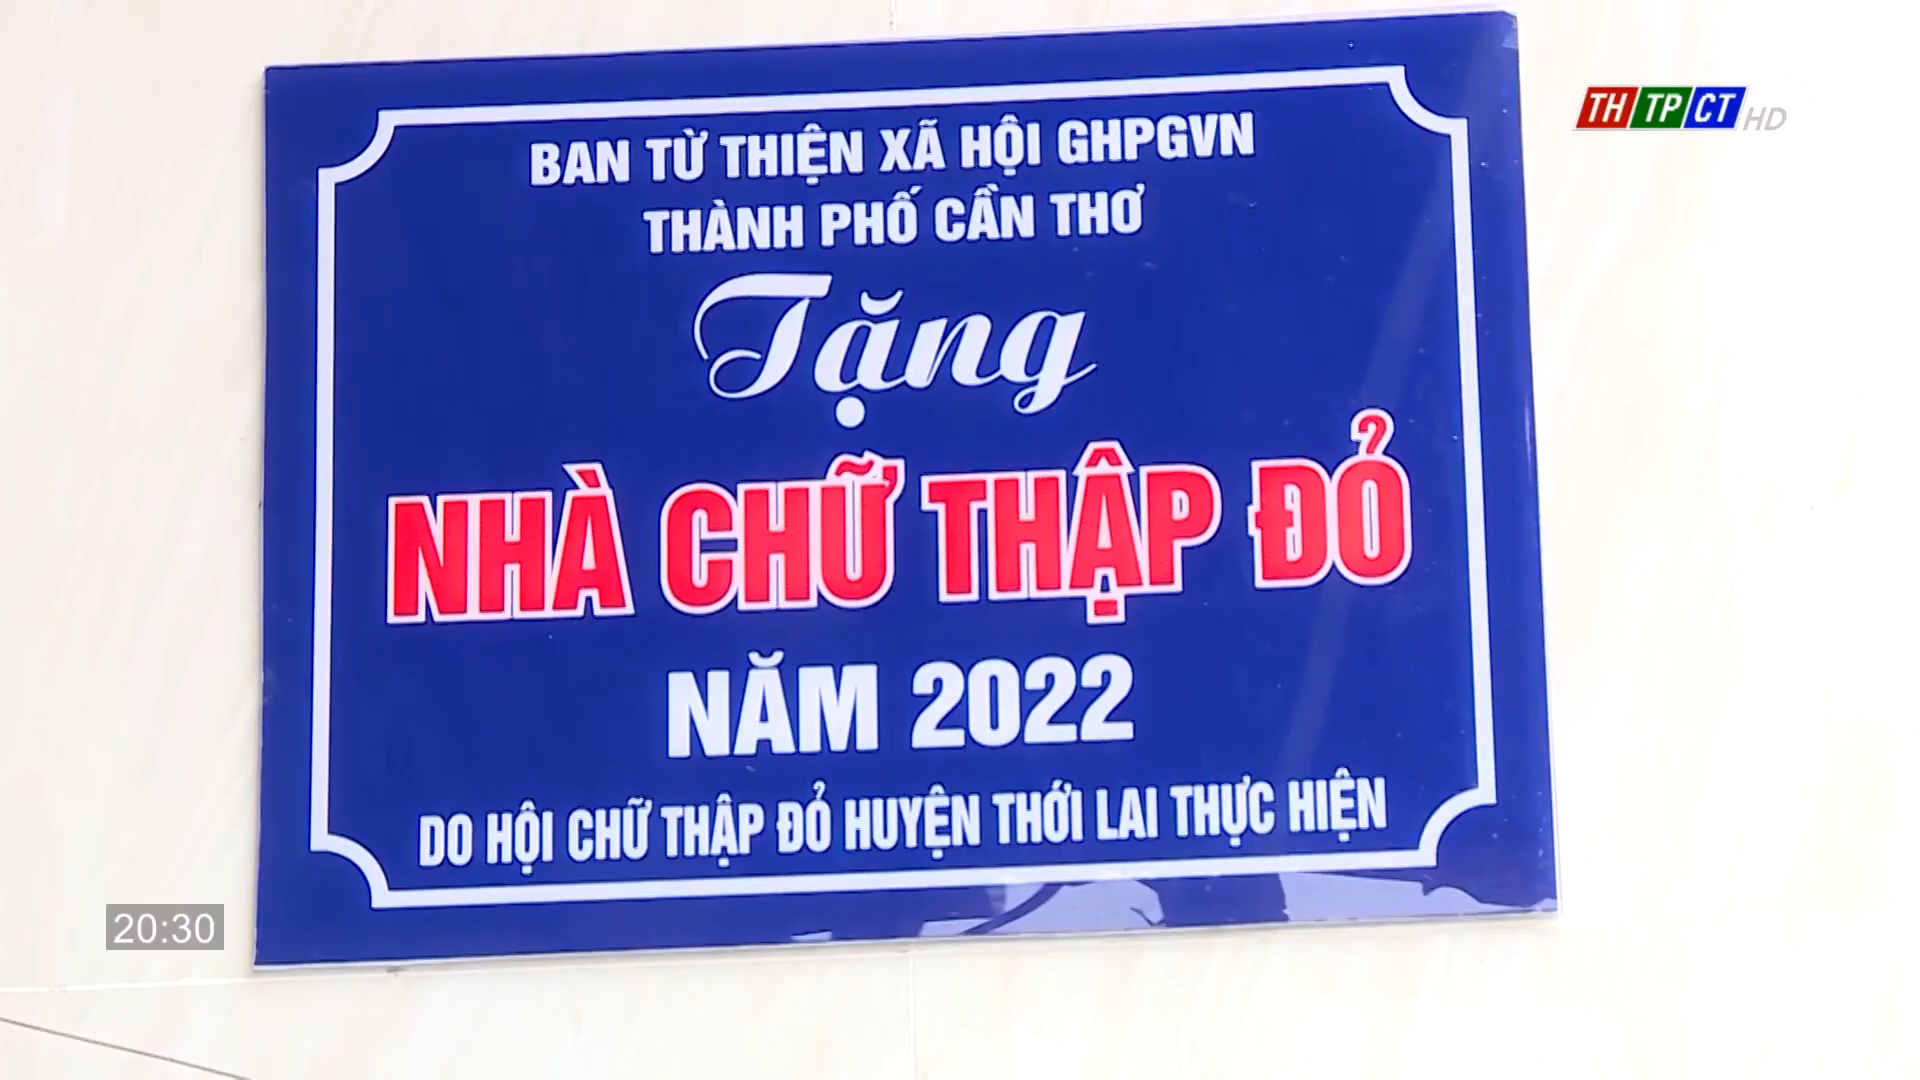 THTPCT HD
BAN TỪ THIỆN XÃ HỘI GHPGVN
THÀNH PHỐ CẦN THƠ
Tặng
NHÀ CHỮ THẬP ĐỎ
NĂM 2022
DO HỘI CHỮ THẬP ĐỎ HUYỆN THỚI LAI THỰC HIỆN
20:30